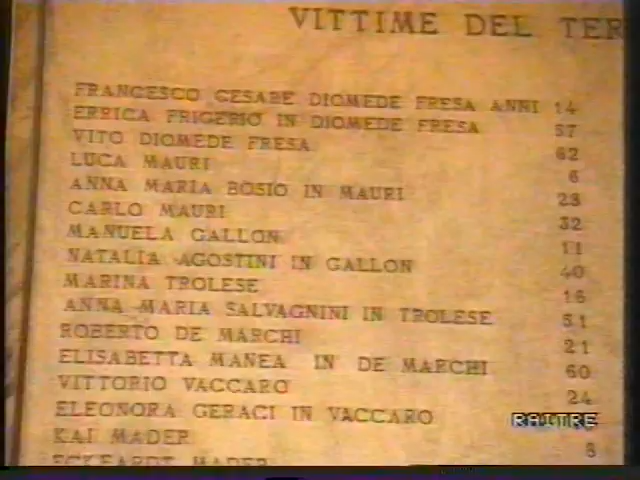 VITTIME DEL TER
FRANCESCO CESARE DIOMEDE FRESA ANNI 14
ERRICA FRIGERIO IN DIOMEDE FRESA 57
VITO DIOMEDE FRESA 62
LUCA MAURI 6
ANNA MARIA BOSIO IN MAURI 28
CARLO MAURI 32
MANUELA GALLON 11
NATALIA AGOSTINI IN GALLON 40
MARINA TROLESE 16
ANNA MARIA SALVAGNINI IN TROLESE 51
ROBERTO DE MARCHI 21
ELISABETTA MANEA IN DE MARCHI 60
VITTORIO VACCARO 24
ELEONORA GERACI IN VACCARO
RAITRE
KAI MADER 8
ECKHARDT MADER